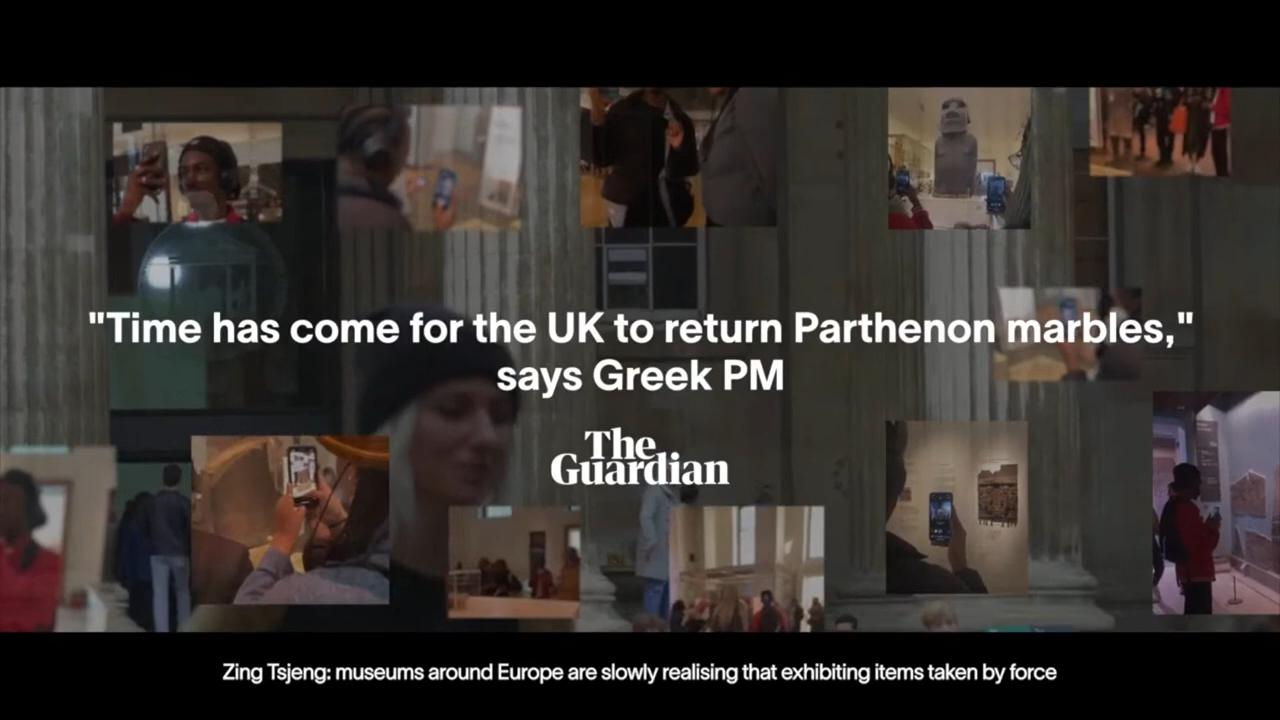 "Time has come for the UK to return Parthenon marbles,"
says Greek PM
The
Guardian
Zing Tsjeng: museums around Europe are slowly realising that exhibiting items taken by force